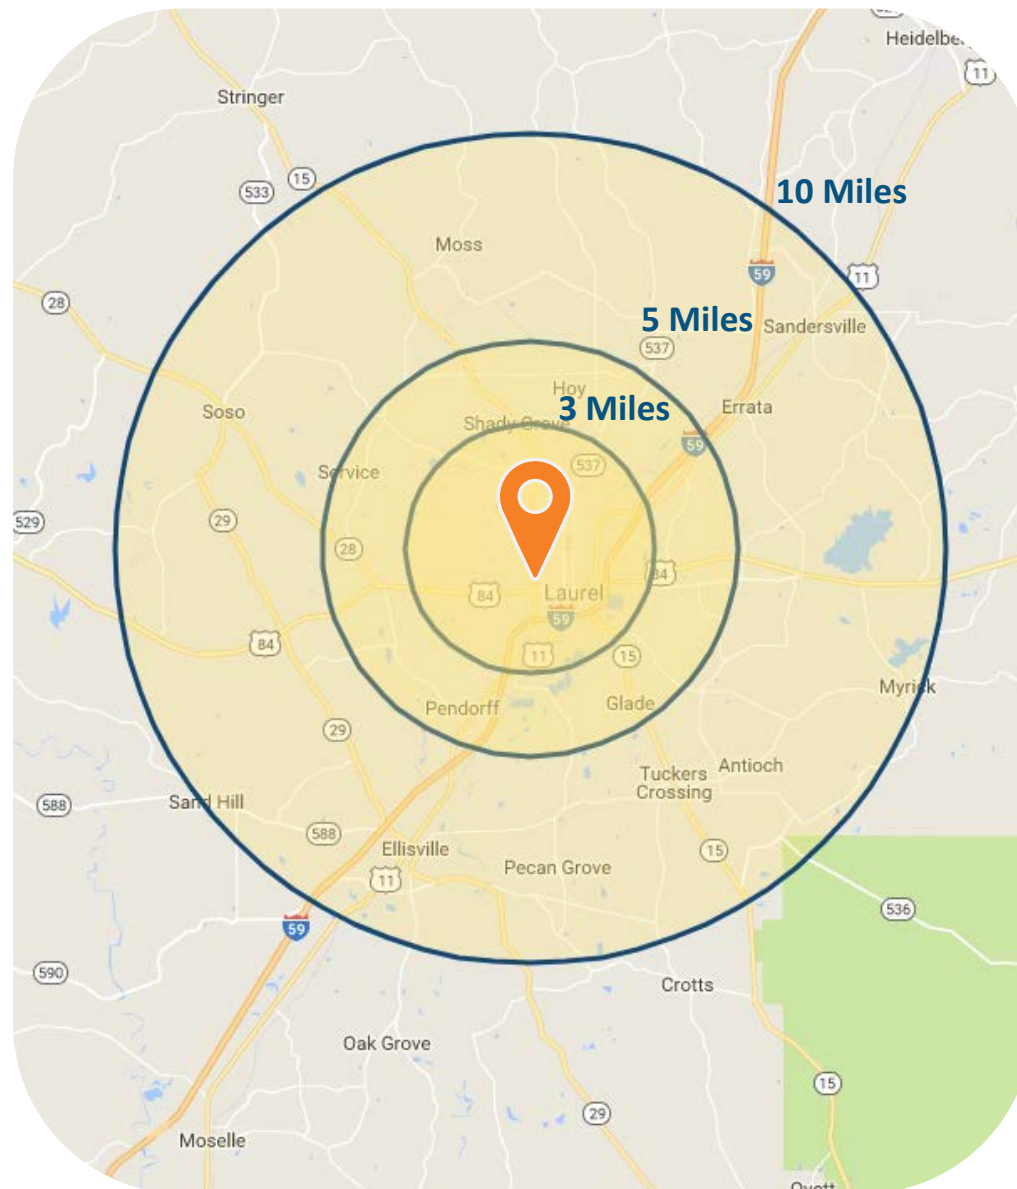 Heidelber
11
Stringer
15
533
10 Miles
Moss
59
11
28
5 Miles
Sandersville
537
Hoy
3 Miles
Errata
Soso
Shady Grove
59
537
Service
529
29
28
84
84
Laurel
59
84
11
15
Myrick
Pendorff
Glade
29
Antioch
Tuckers
Crossing
588
Sand Hill
588
Ellisville
15
Pecan Grove
11
536
59
590
Crotts
Oak Grove
15
29
Moselle
Ovett